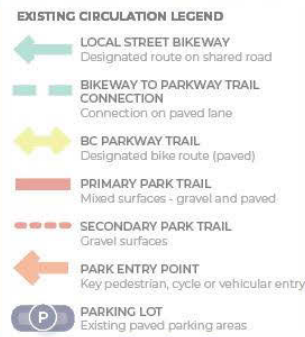 EXISTING CIRCULATION LEGEND
LOCAL STREET BIKEWAY
Designated route on shared road
BIKEWAY TO PARKWAY TRAIL
CONNECTION
Connection on paved lane
BC PARKWAY TRAIL
Designated bike route (paved)
PRIMARY PARK TRAIL
Mixed surfaces - gravel and paved
SECONDARY PARK TRAIL
Gravel surfaces
PARK ENTRY POINT
Key pedestrian, cycle or vehicular entry
P PARKING LOT
Existing paved parking areas